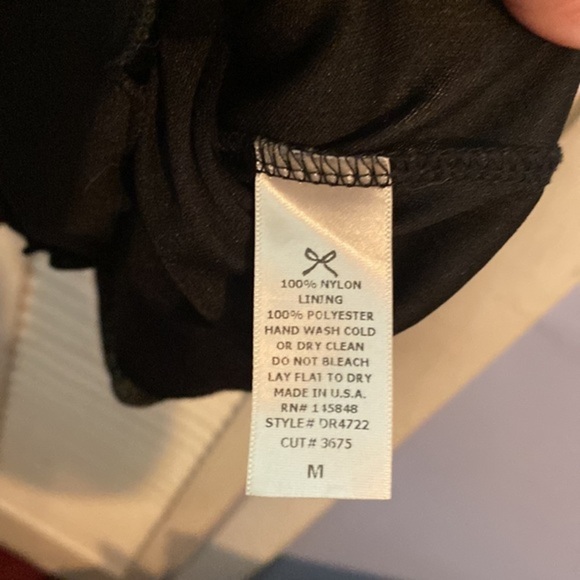 100% NYLON
LINING
100% POLYESTER
HAND WASH COLD
OR DRY CLEAN
DO NOT BLEACH
LAY FLAT TO DRY
MADE IN U.S.A.
RN# 145848
STYLE# DR4722
CUT# 3675
M